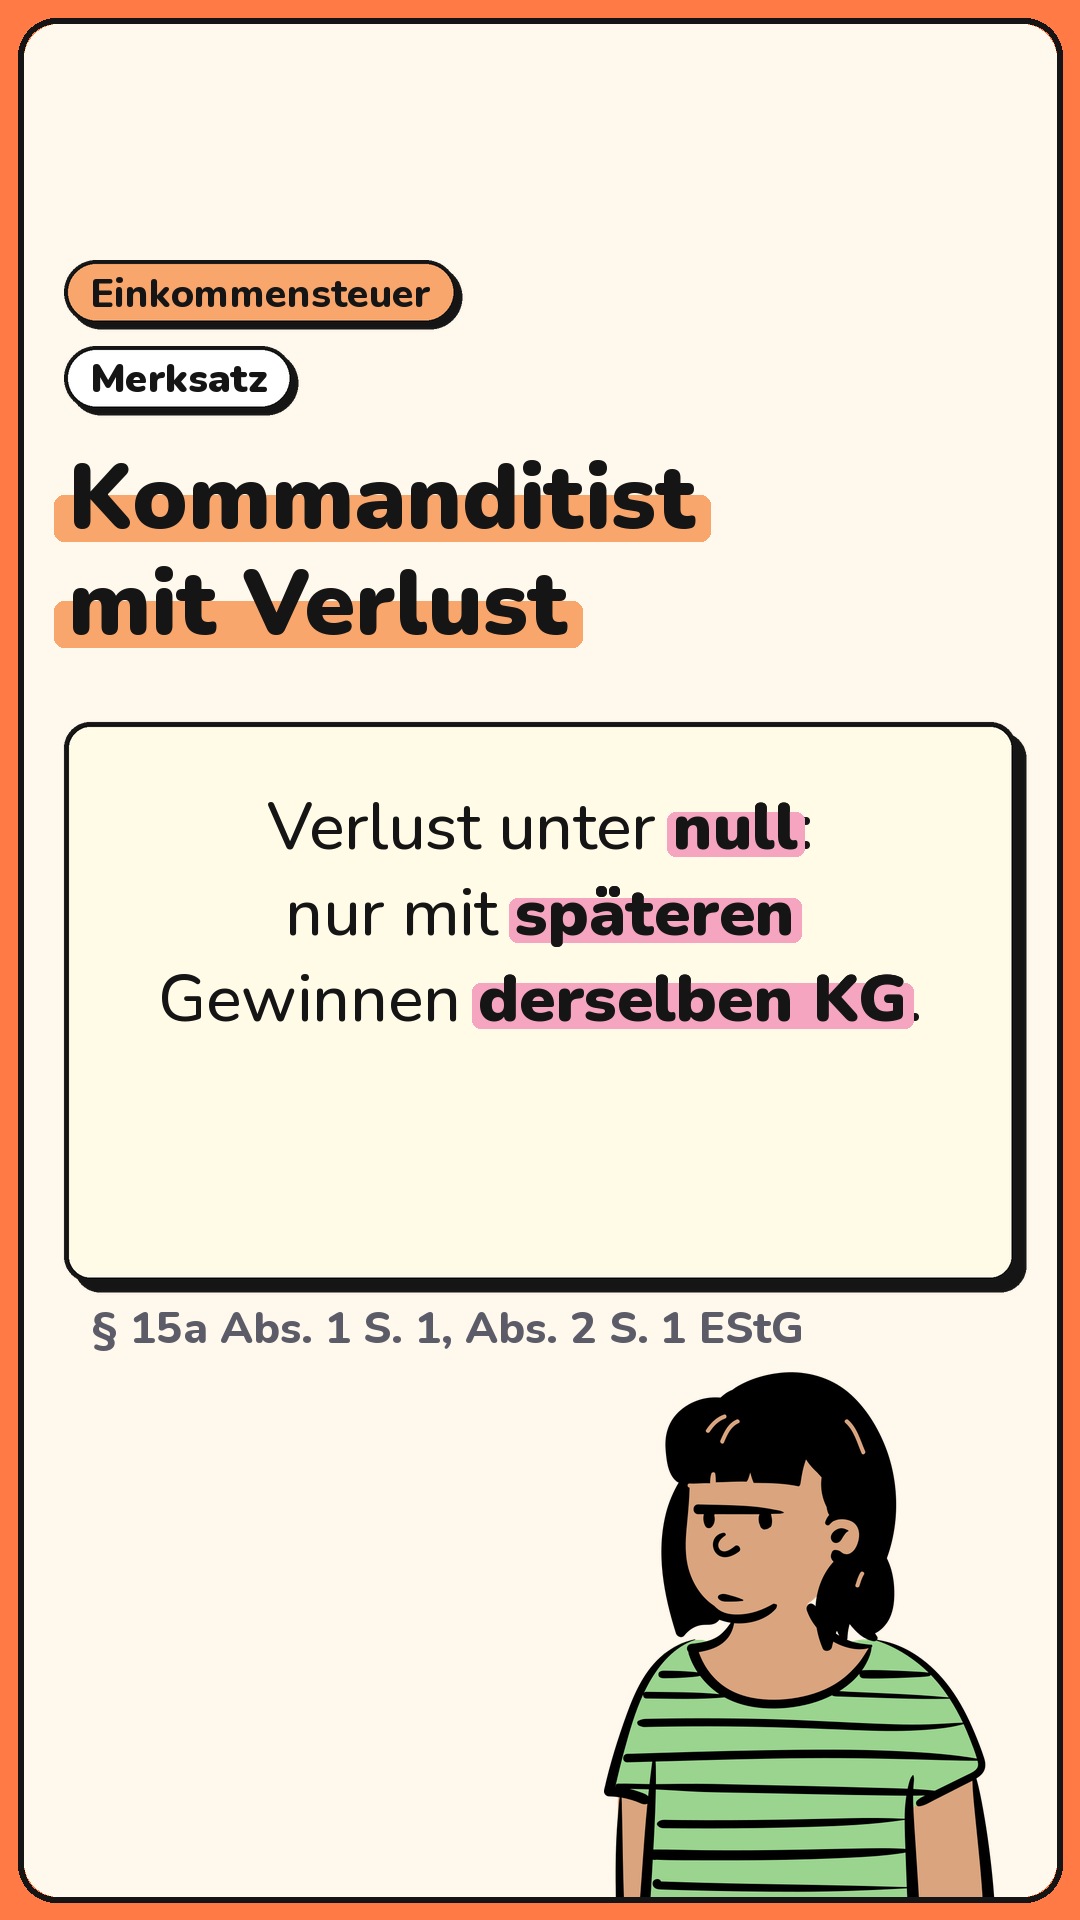 Einkommensteuer
Merksatz
Kommanditist
mit Verlust
Verlust unter null:
nur mit späteren
Gewinnen derselben KG.
§ 15a Abs. 1 S. 1, Abs. 2 S. 1 EStG